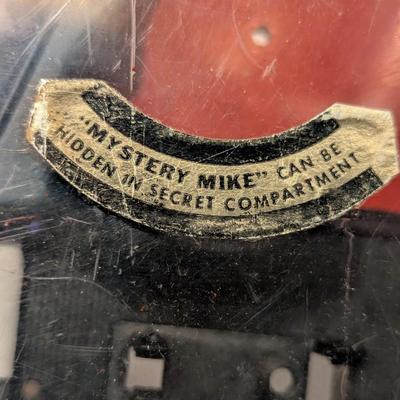 "MYSTERY MIKE" CAN BE
HIDDEN IN SECRET COMPARTMENT